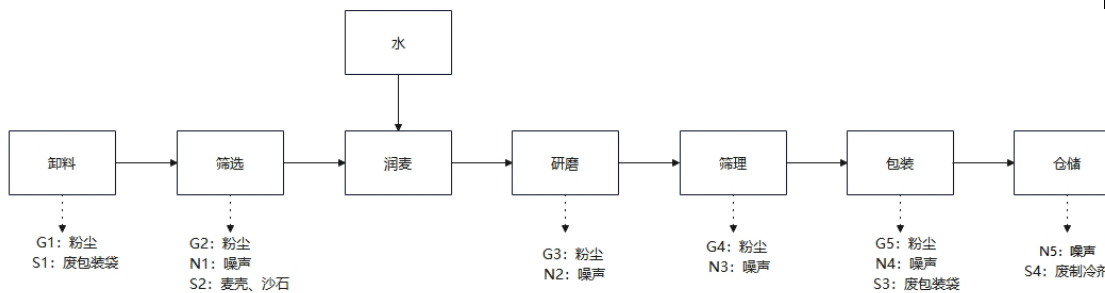 水
卸料
筛选
润麦
研磨
筛理
包装
仓储
G1：粉尘
S1：废包装袋
G2：粉尘
N1：噪声
S2：麦壳、沙石
G3：粉尘
N2：噪声
G4：粉尘
N3：噪声
G5：粉尘
N4：噪声
S3：废包装袋
N5：噪声
S4：废制冷剂